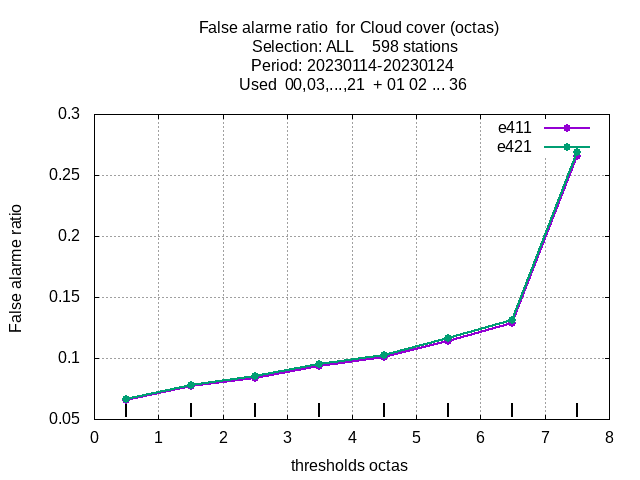 False alarme ratio  for Cloud cover (octas)
Selection: ALL    598 stations
Period: 20230114-20230124
Used  00,03,...,21  + 01 02 ... 36
e411
e421
0.3
0.25
0.2
0.15
0.1
0.05
False alarme ratio
0 1 2 3 4 5 6 7 8
thresholds octas